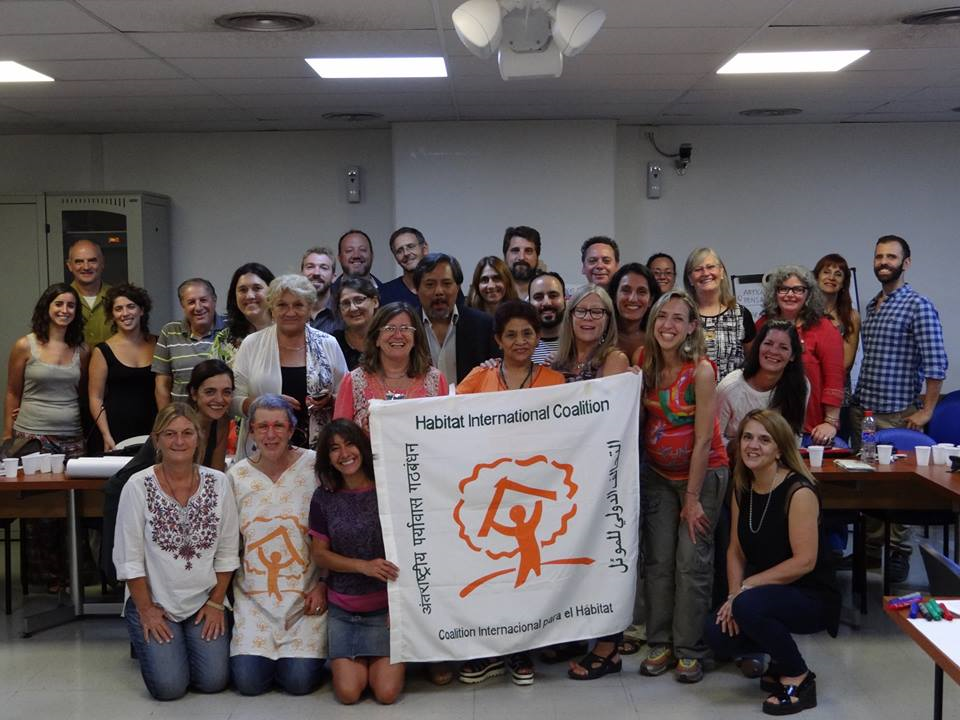 Habitat International Coalition
अंतराष्ट्रीय पर्यावास गठबंधन
التحالف الدولي للموئل
Coalition Internacional para el Hábitat